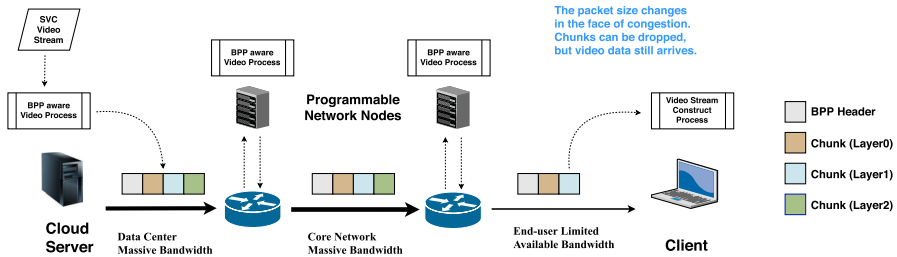 SVC
Video
Stream
BPP aware
Video Process
BPP aware
Video Process
BPP aware
Video Process
The packet size changes
in the face of congestion.
Chunks can be dropped,
but video data still arrives.
Programmable
Network Nodes
Video Stream
Construct
Process
BPP Header
Chunk (Layer0)
Chunk (Layer1)
Chunk (Layer2)
Cloud
Server
Data Center
Massive Bandwidth
Core Network
Massive Bandwidth
End-user Limited
Available Bandwidth
Client